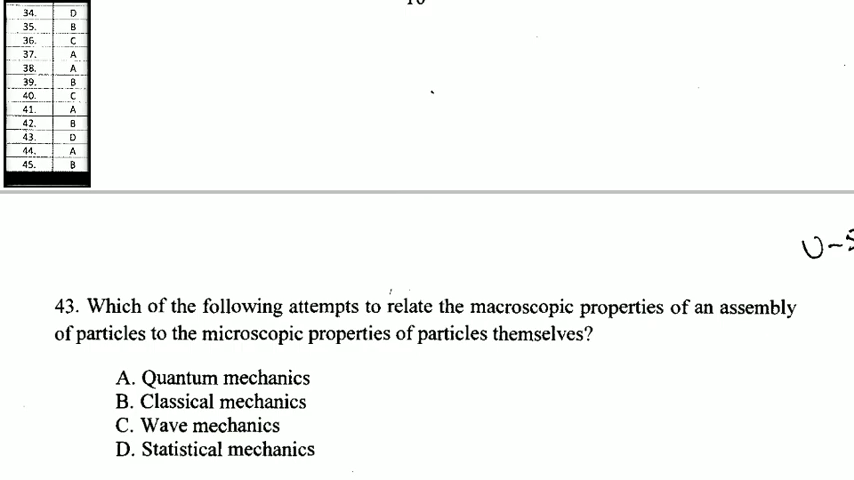 34. D
35. B
36. C
37. A
38. A
39. B
40. C
41. A
42. B
43. D
44. A
45. B
43. Which of the following attempts to relate the macroscopic properties of an assembly
of particles to the microscopic properties of particles themselves?
A. Quantum mechanics
B. Classical mechanics
C. Wave mechanics
D. Statistical mechanics